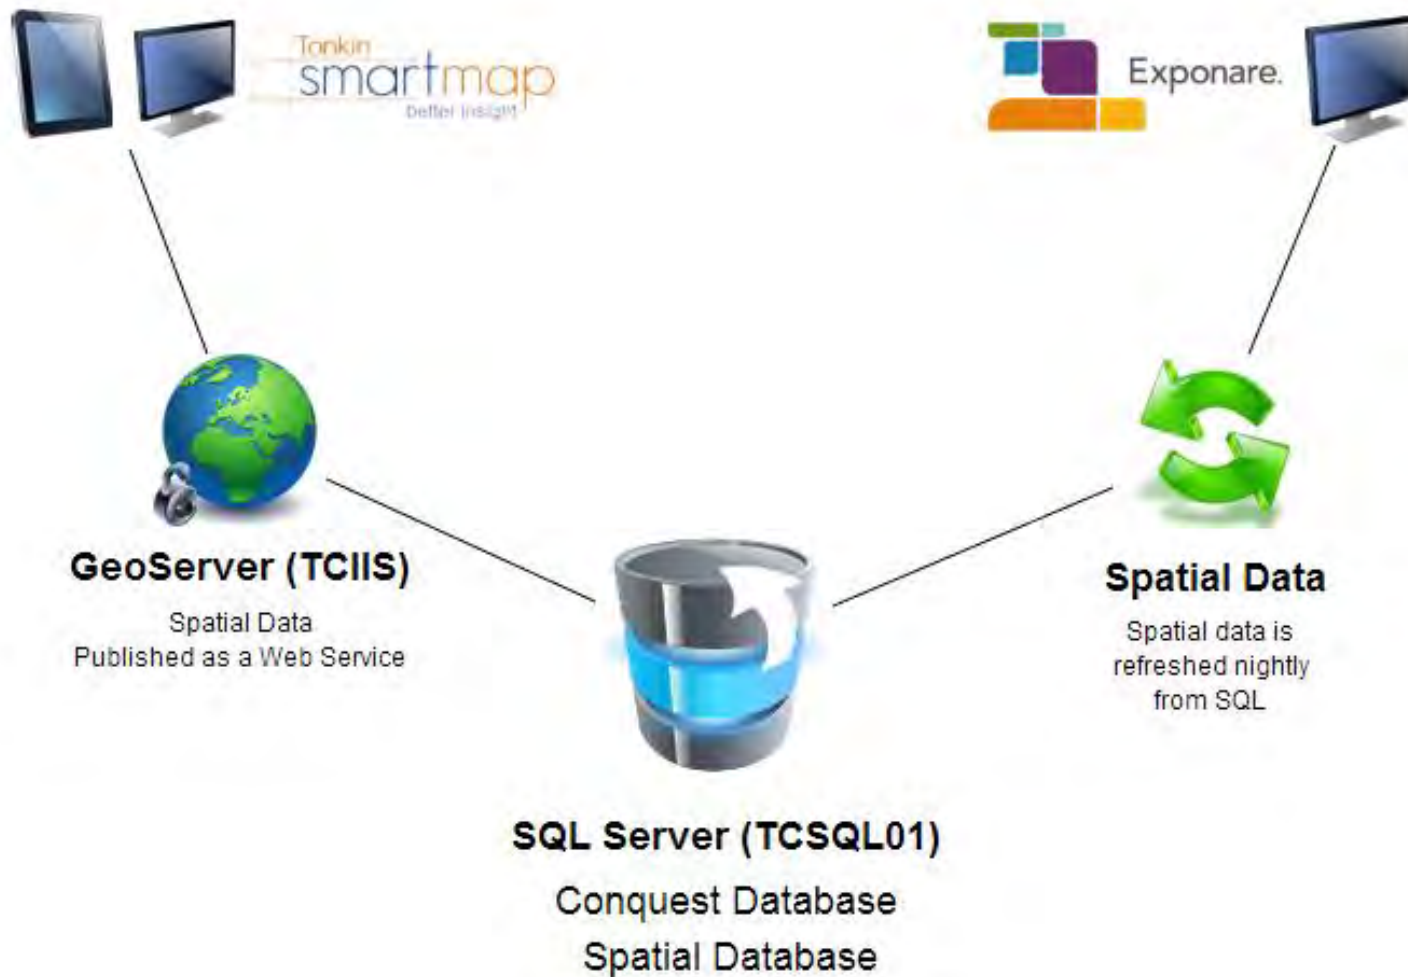 Tonkin
smartmap
better insight
Exponare.
GeoServer (TCIIS)
Spatial Data
Published as a Web Service
Spatial Data
Spatial data is
refreshed nightly
from SQL
SQL Server (TCSQL01)
Conquest Database
Spatial Database